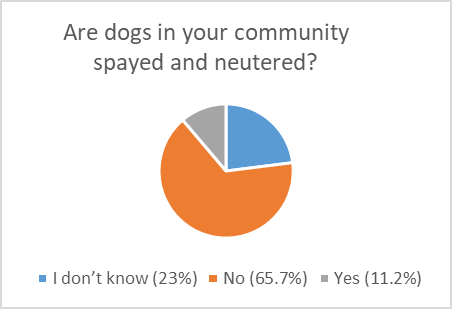 Are dogs in your community
spayed and neutered?
I don’t know (23%) No (65.7%) Yes (11.2%)